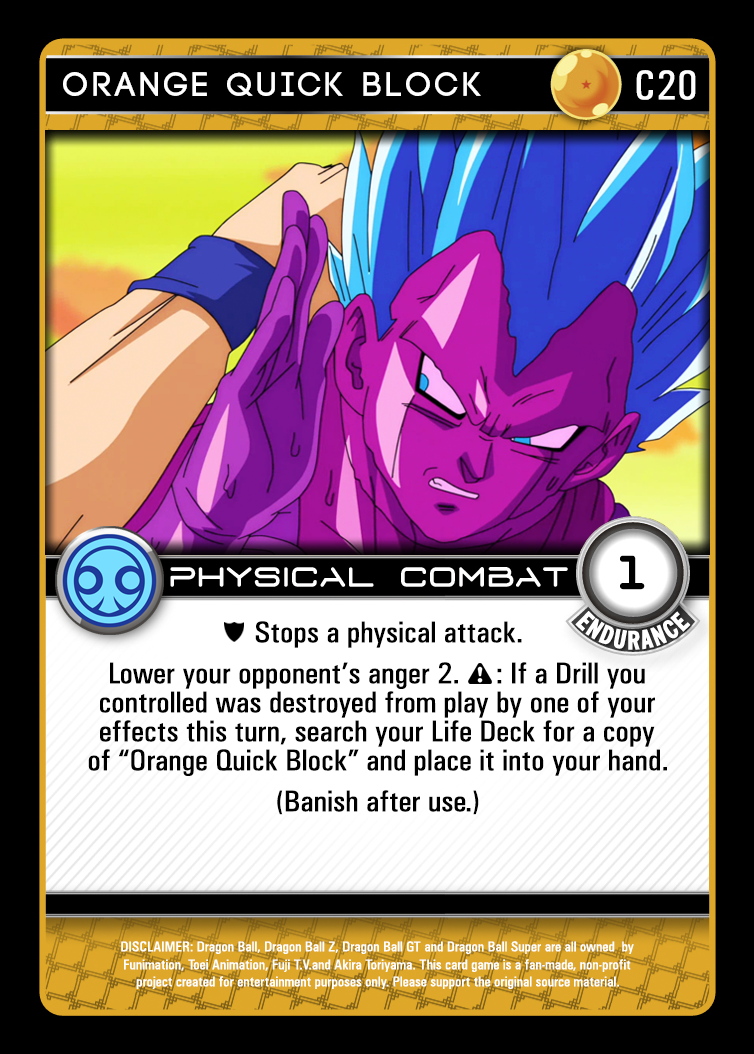 ORANGE QUICK BLOCK
C20
PHYSICAL COMBAT
1
ENDURANCE
Stops a physical attack.
Lower your opponent's anger 2. : If a Drill you
controlled was destroyed from play by one of your
effects this turn, search your Life Deck for a copy
of “Orange Quick Block” and place it into your hand.
(Banish after use.)
DISCLAIMER: Dragon Ball, Dragon Ball Z, Dragon Ball GT and Dragon Ball Super are all owned by
Funimation, Toei Animation, Fuji T.V.and Akira Toriyama. This card game is a fan-made, non-profit
project created for entertainment purposes only. Please support the original source material.